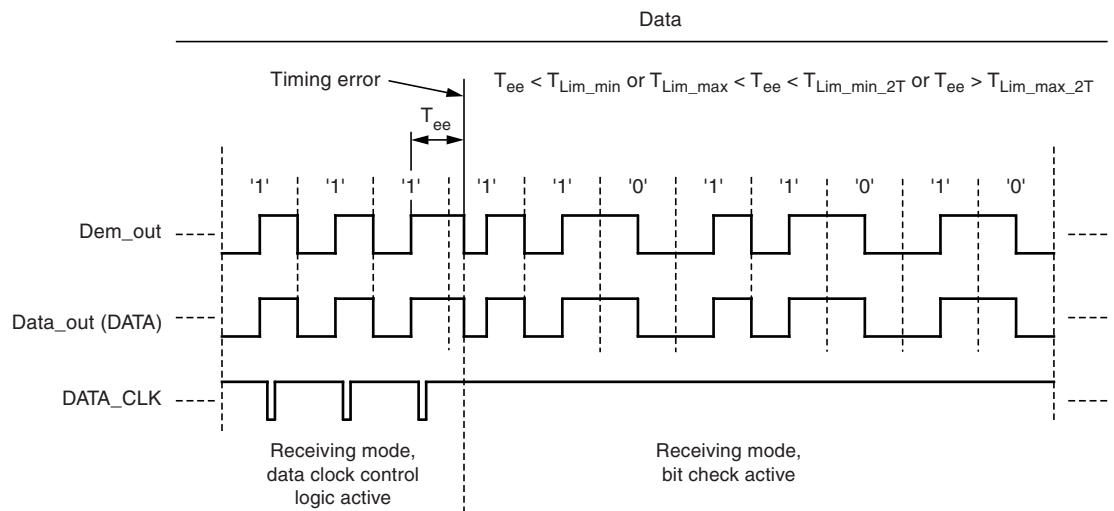 Data
Timing error
T_ee < T_Lim_min or T_Lim_max < T_ee < T_Lim_min_2T or T_ee > T_Lim_max_2T
T_ee
'1' '1' '1' '1' '1' '0' '1' '1' '0' '1' '0'
Dem_out
Data_out (DATA)
DATA_CLK
Receiving mode,
data clock control
logic active
Receiving mode,
bit check active